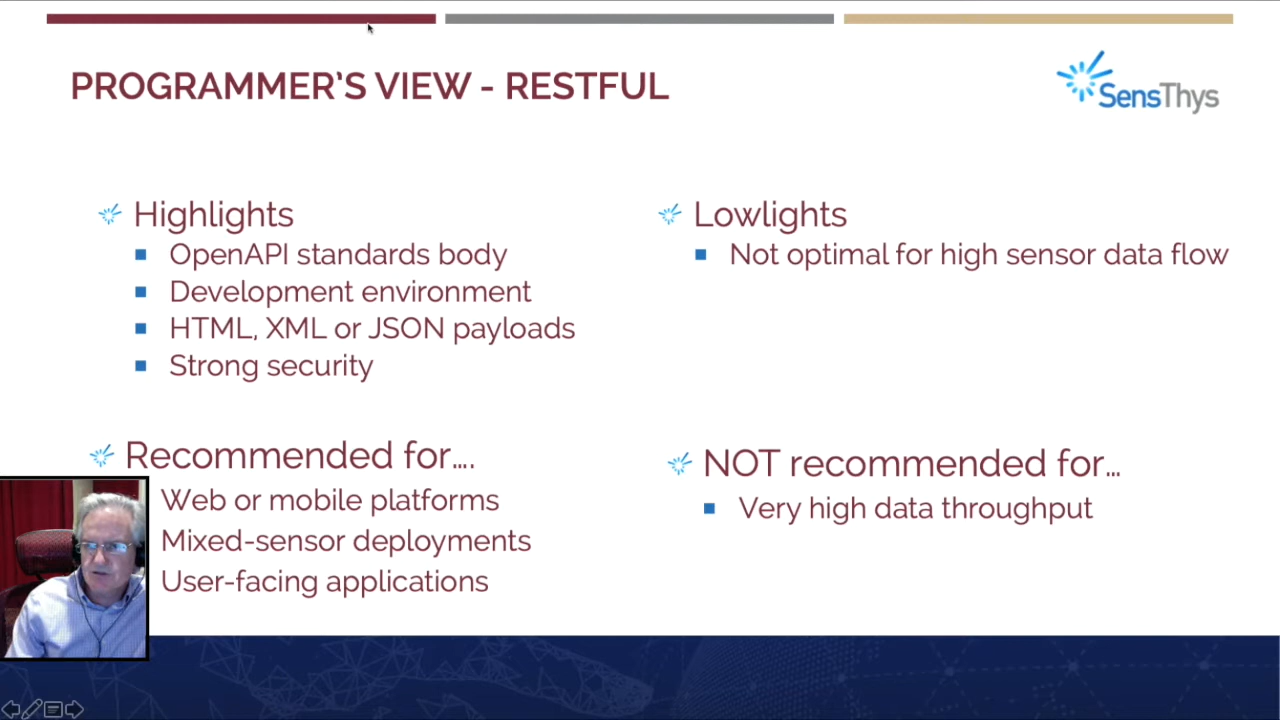 PROGRAMMER'S VIEW - RESTFUL
SensThys
Highlights
OpenAPI standards body
Development environment
HTML, XML or JSON payloads
Strong security
Lowlights
Not optimal for high sensor data flow
Recommended for....
Web or mobile platforms
Mixed-sensor deployments
User-facing applications
NOT recommended for...
Very high data throughput